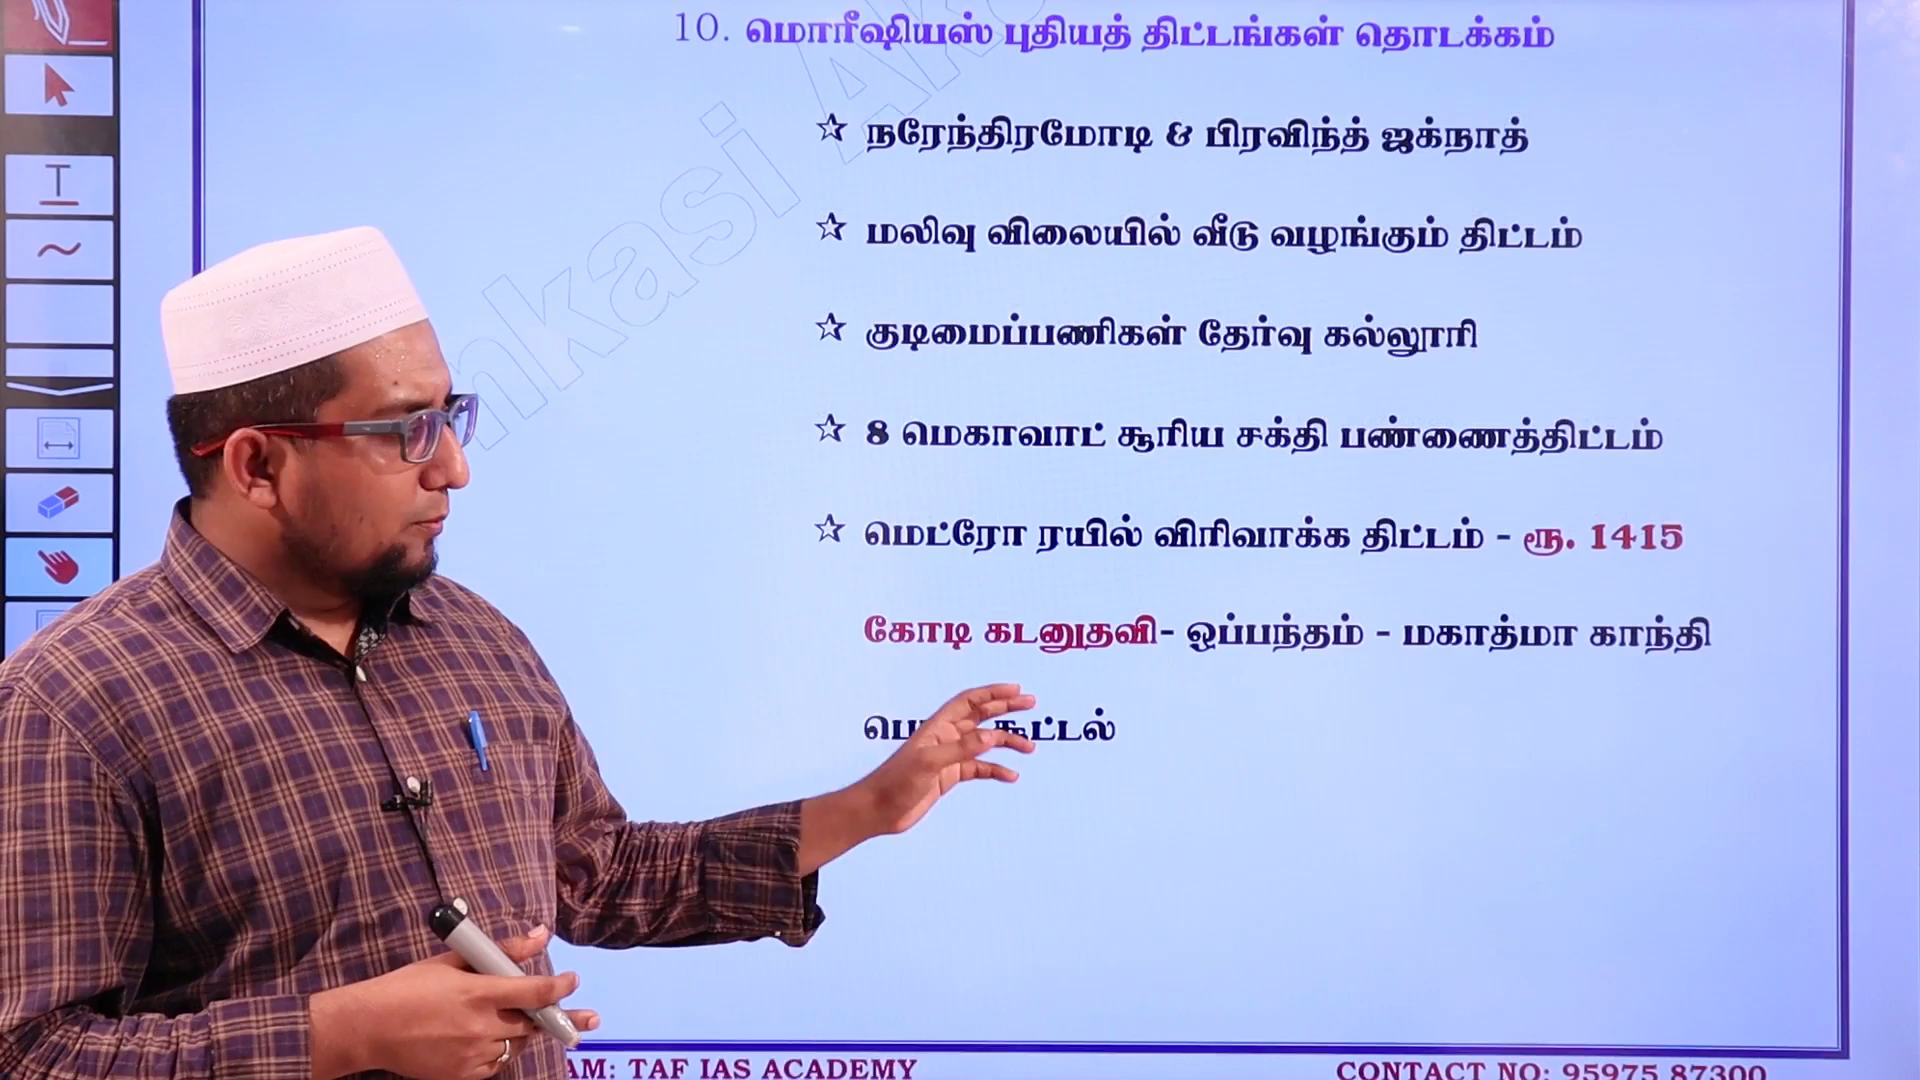 10. மொரீஷியஸ் புதியத் திட்டங்கள் தொடக்கம்
☆ நரேந்திரமோடி & பிரவிந்த் ஜக்நாத்
☆ மலிவு விலையில் வீடு வழங்கும் திட்டம்
☆ குடிமைப்பணிகள் தேர்வு கல்லூரி
☆ 8 மெகாவாட் சூரிய சக்தி பண்ணைத்திட்டம்
☆ மெட்ரோ ரயில் விரிவாக்க திட்டம் - ரூ. 1415
கோடி கடனுதவி- ஒப்பந்தம் - மகாத்மா காந்தி
AM: TAF IAS ACADEMY
CONTACT NO: 95975 87300